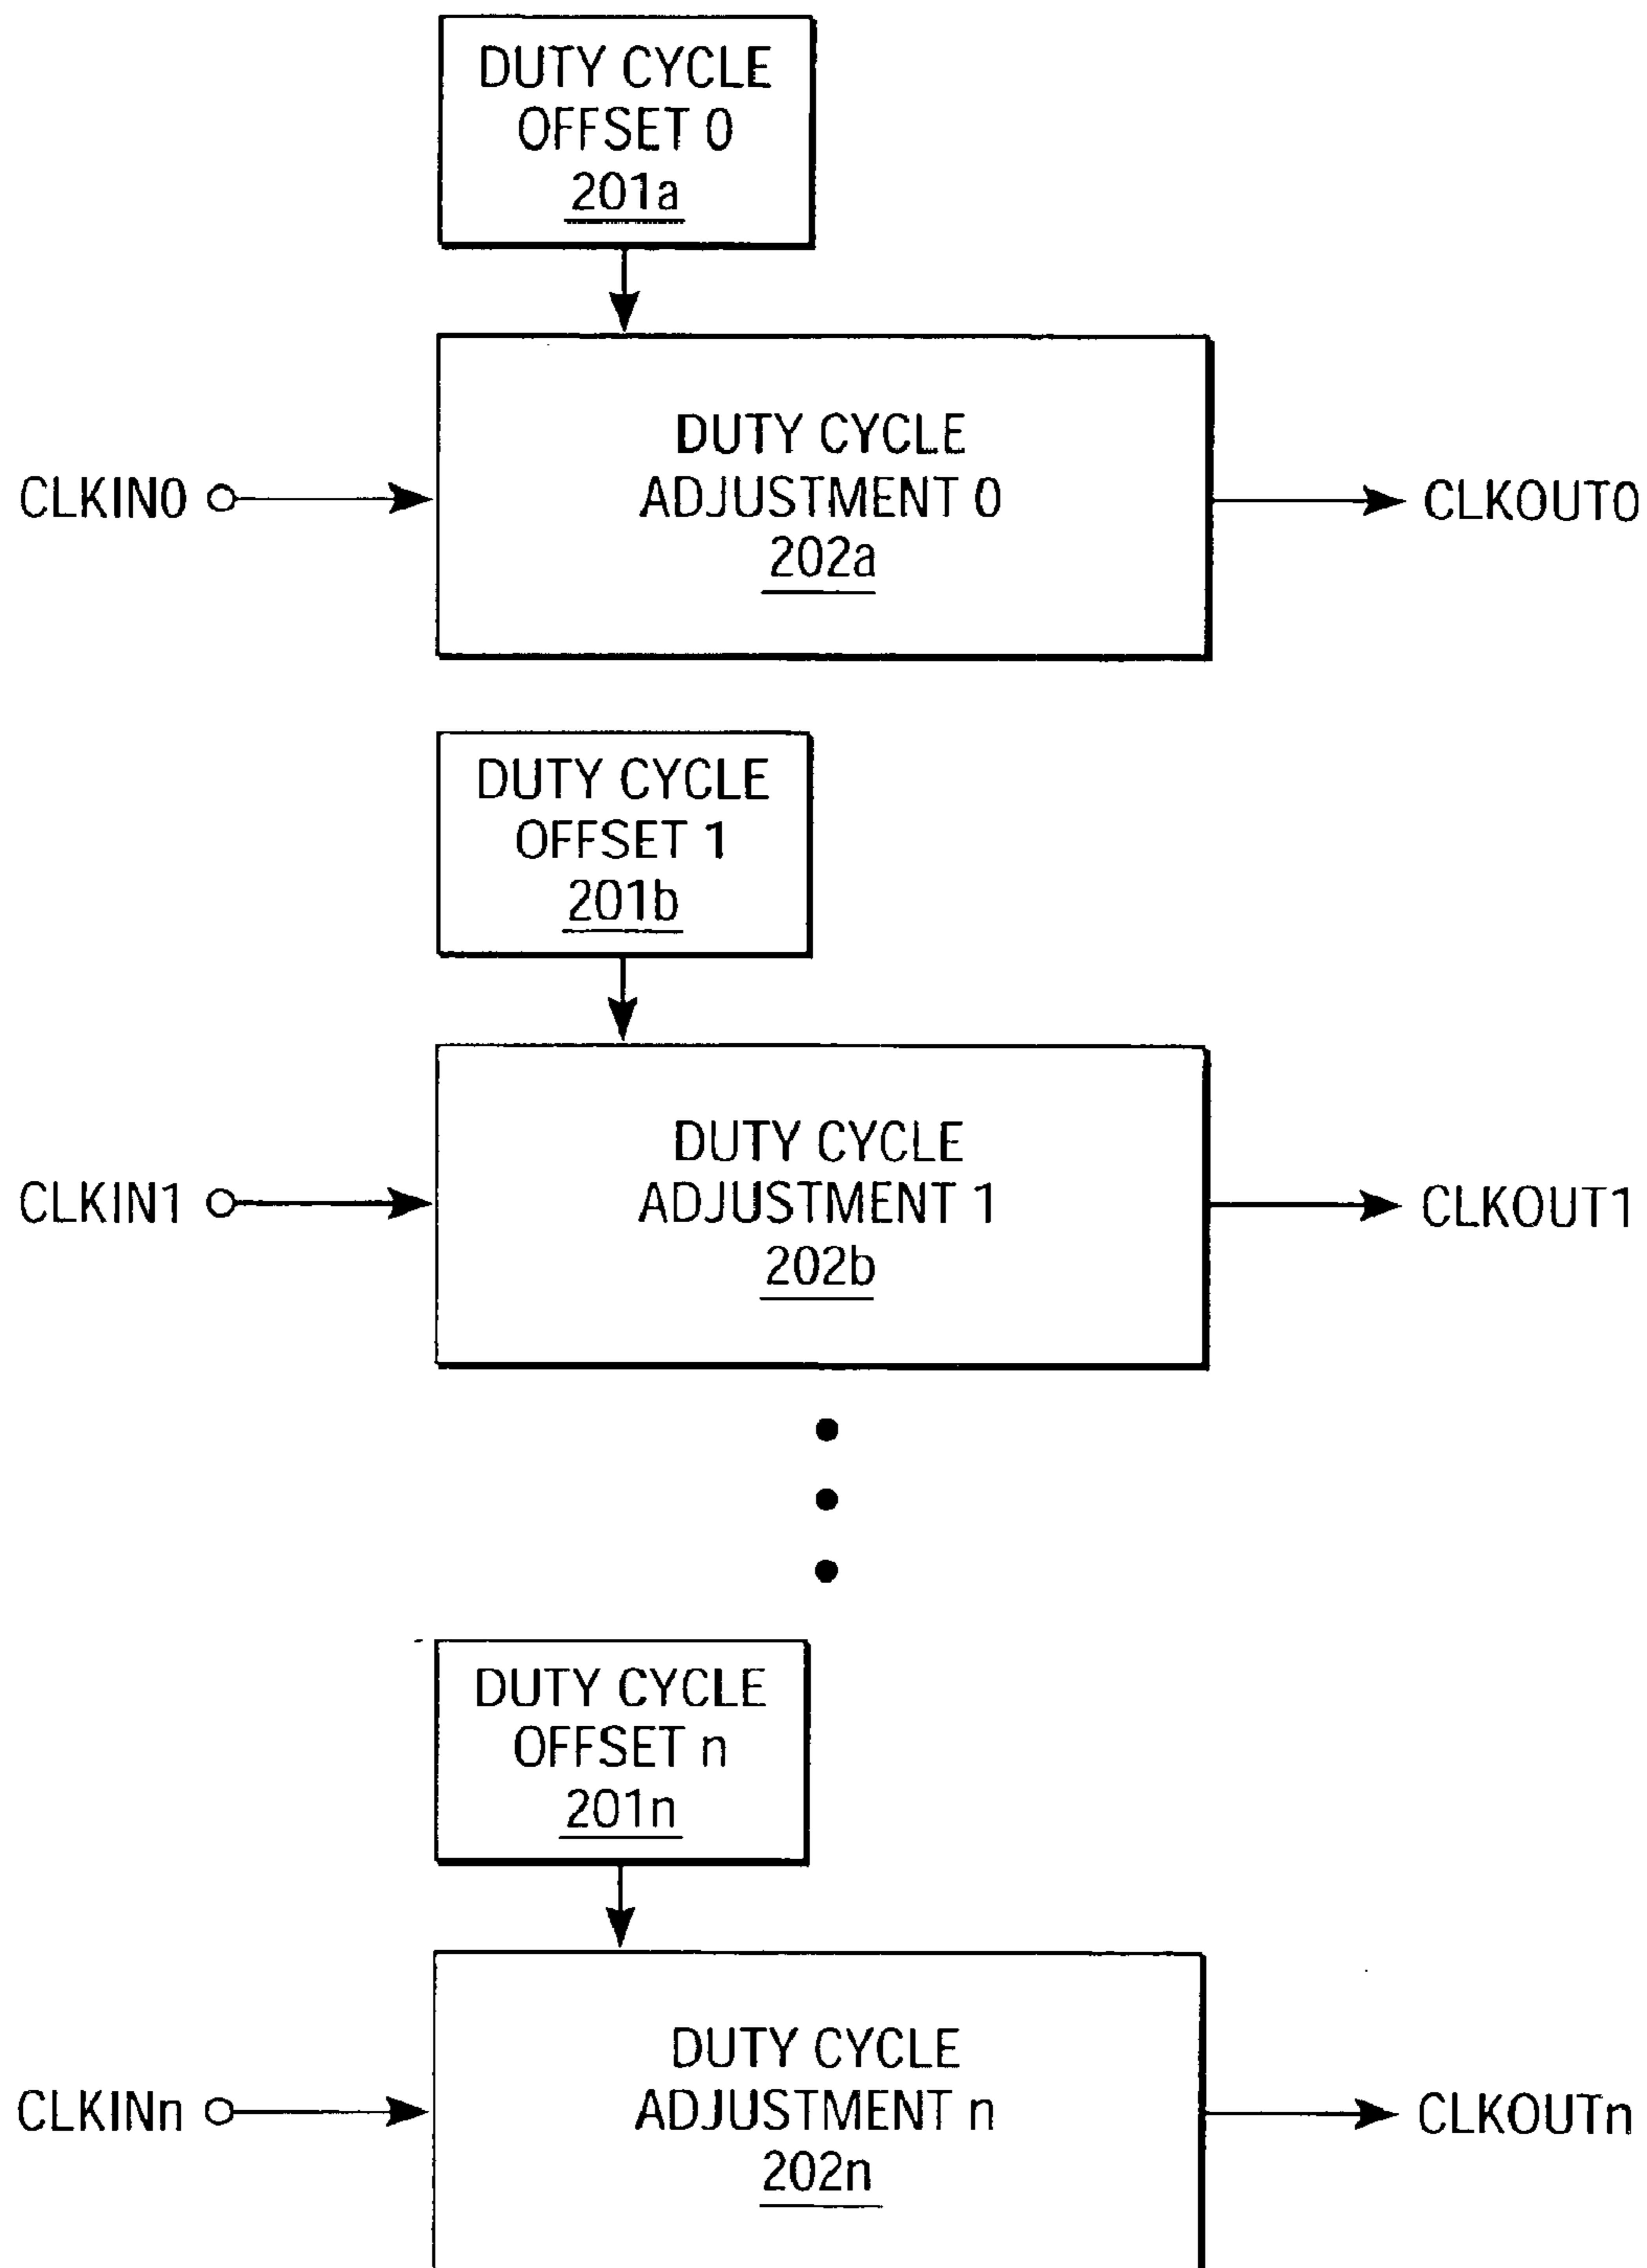 DUTY CYCLE
OFFSET 0
201a
DUTY CYCLE
CLKIN0
ADJUSTMENT 0
CLKOUT0
202a
DUTY CYCLE
OFFSET 1
201b
DUTY CYCLE
CLKIN1
ADJUSTMENT 1
CLKOUT1
202b
DUTY CYCLE
OFFSET n
201n
DUTY CYCLE
CLKINn
ADJUSTMENT n
CLKOUTn
202n